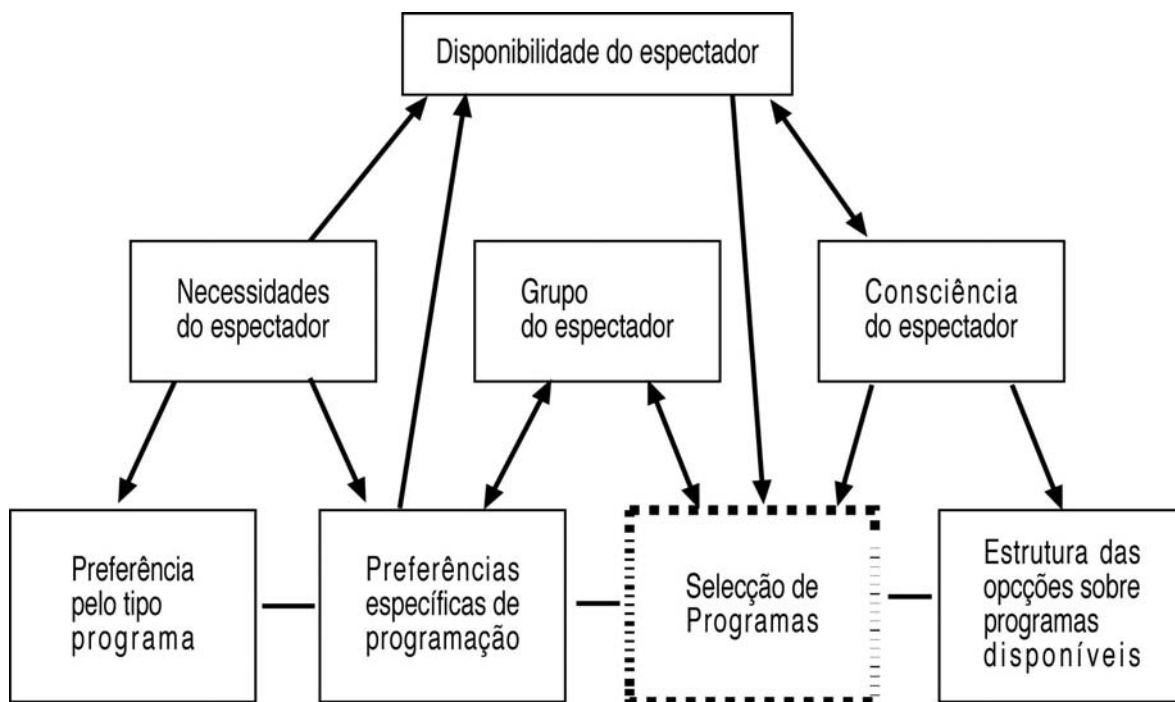 Disponibilidade do espectador
Necessidades
do espectador
Grupo
do espectador
Consciência
do espectador
Preferência
pelo tipo
programa
Preferências
específicas de
programação
Selecção de
Programas
Estrutura das
opcções sobre
programas
disponíveis